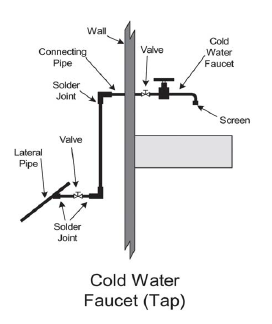 Wall
Connecting
Pipe
Valve
Cold
Water
Faucet
Solder
Joint
Screen
Valve
Lateral
Pipe
Solder
Joint
Cold Water
Faucet (Tap)